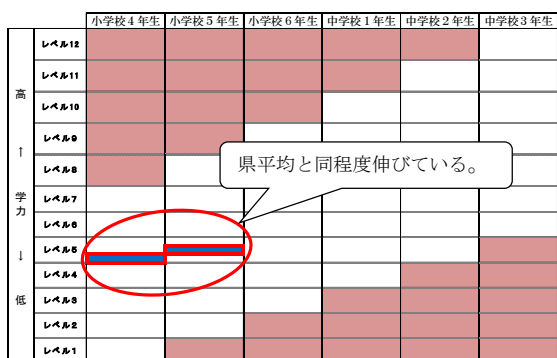 小学校4年生 小学校5年生 小学校6年生 中学校1年生 中学校2年生 中学校3年生
高
↑
学力
↓
低
レベル12
レベル11
レベル10
レベル9
レベル8
レベル7
レベル6
レベル5
レベル4
レベル3
レベル2
レベル1
県平均と同程度伸びている。